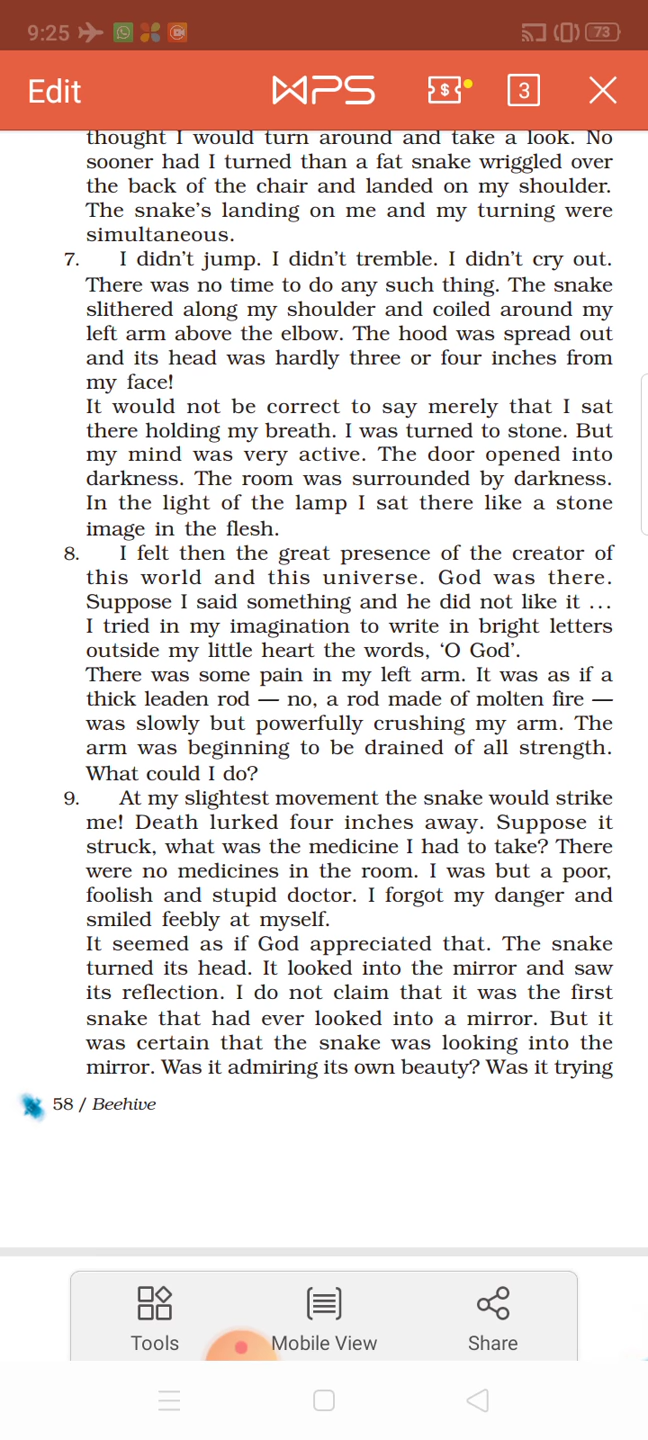 9:25
73
Edit
WPS
$
3
thought I would turn around and take a look. No
sooner had I turned than a fat snake wriggled over
the back of the chair and landed on my shoulder.
The snake's landing on me and my turning were
simultaneous.
7. I didn't jump. I didn't tremble. I didn't cry out.
There was no time to do any such thing. The snake
slithered along my shoulder and coiled around my
left arm above the elbow. The hood was spread out
and its head was hardly three or four inches from
my face!
It would not be correct to say merely that I sat
there holding my breath. I was turned to stone. But
my mind was very active. The door opened into
darkness. The room was surrounded by darkness.
In the light of the lamp I sat there like a stone
image in the flesh.
8. I felt then the great presence of the creator of
this world and this universe. God was there.
Suppose I said something and he did not like it ...
I tried in my imagination to write in bright letters
outside my little heart the words, ‘O God’.
There was some pain in my left arm. It was as if a
thick leaden rod — no, a rod made of molten fire —
was slowly but powerfully crushing my arm. The
arm was beginning to be drained of all strength.
What could I do?
9. At my slightest movement the snake would strike
me! Death lurked four inches away. Suppose it
struck, what was the medicine I had to take? There
were no medicines in the room. I was but a poor,
foolish and stupid doctor. I forgot my danger and
smiled feebly at myself.
It seemed as if God appreciated that. The snake
turned its head. It looked into the mirror and saw
its reflection. I do not claim that it was the first
snake that had ever looked into a mirror. But it
was certain that the snake was looking into the
mirror. Was it admiring its own beauty? Was it trying
58 / Beehive
Tools Mobile View Share